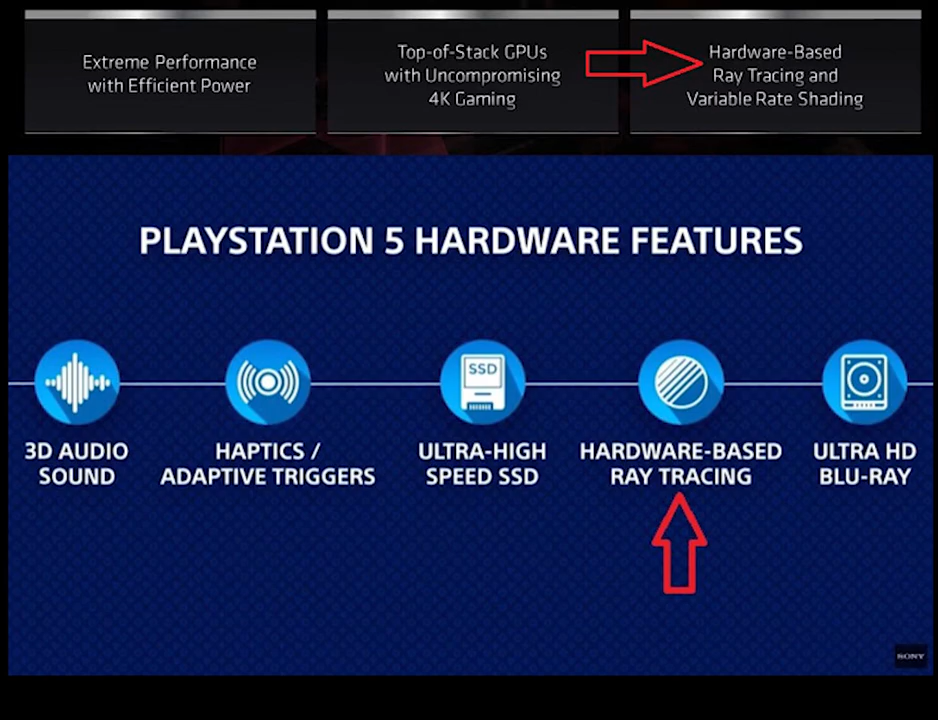 Extreme Performance
with Efficient Power
Top-of-Stack GPUs
with Uncompromising
4K Gaming
Hardware-Based
Ray Tracing and
Variable Rate Shading
PLAYSTATION 5 HARDWARE FEATURES
SSD
3D AUDIO
SOUND
HAPTICS /
ADAPTIVE TRIGGERS
ULTRA-HIGH
SPEED SSD
HARDWARE-BASED
RAY TRACING
ULTRA HD
BLU-RAY
SONY